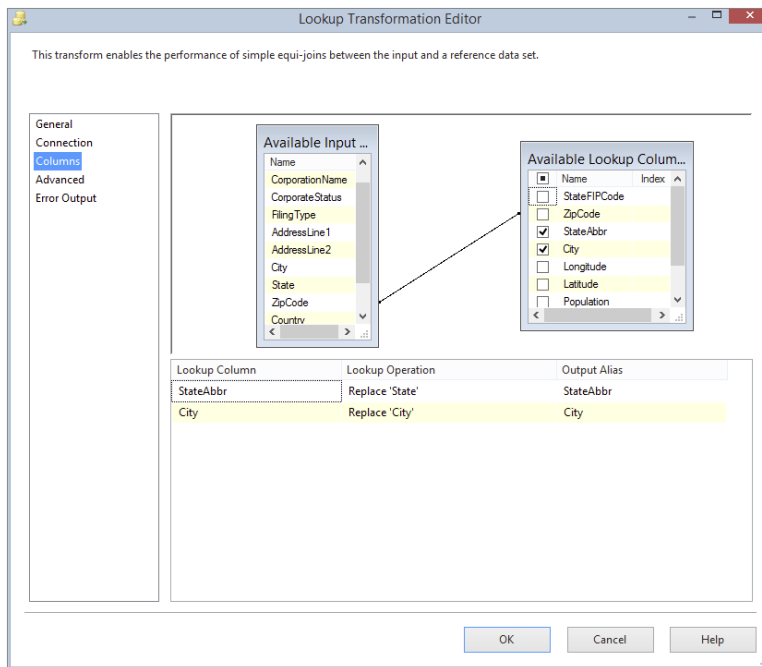 Lookup Transformation Editor
This transform enables the performance of simple equi-joins between the input and a reference data set.
General
Connection
Columns
Advanced
Error Output
Available Input ...
Name
CorporationName
CorporateStatus
FilingType
AddressLine1
AddressLine2
City
State
ZipCode
Country
Available Lookup Colum...
Name Index
StateFIPCode
ZipCode
StateAbbr
City
Longitude
Latitude
Population
Lookup Column Lookup Operation Output Alias
StateAbbr Replace 'State' StateAbbr
City Replace 'City' City
OK Cancel Help